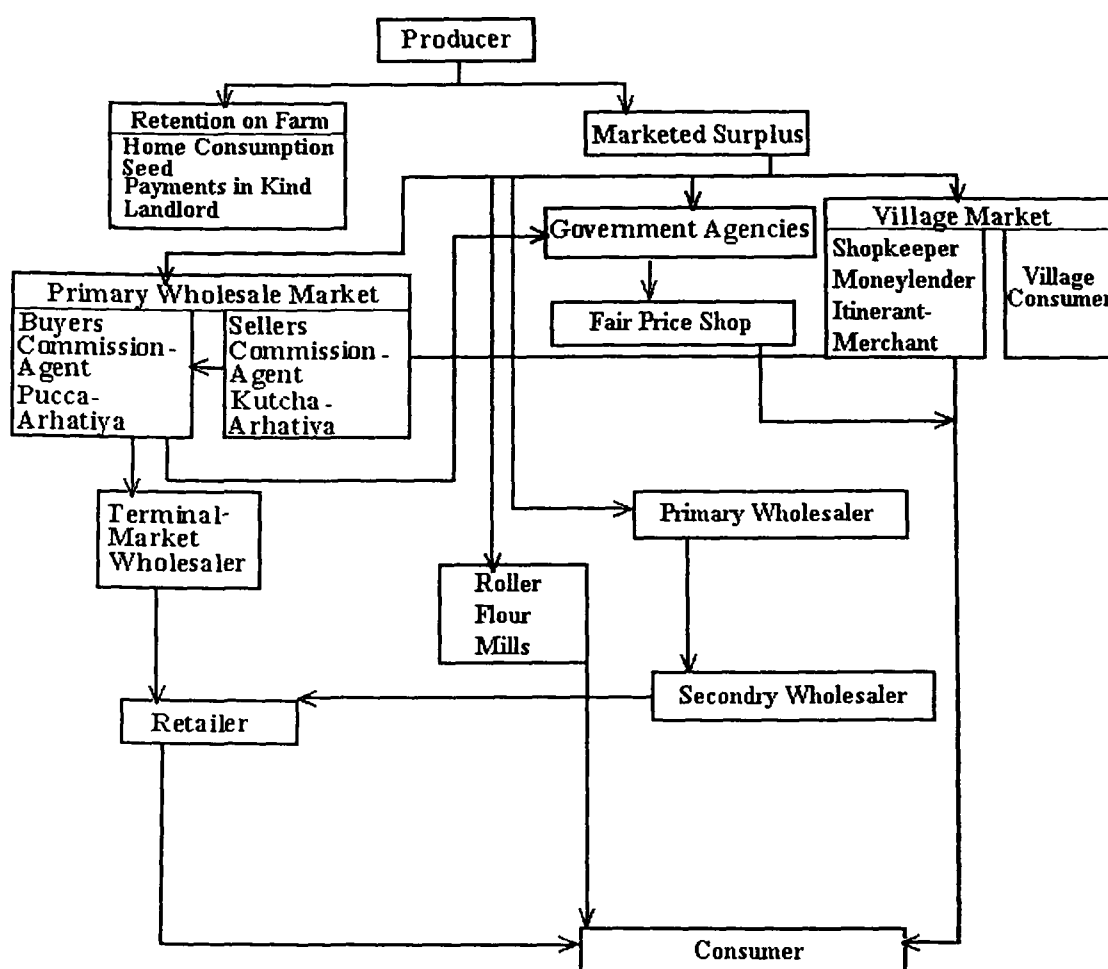 Producer
Retention on Farm
Home Consumption
Seed
Payments in Kind
Landlord
Marketed Surplus
Government Agencies
Village Market
Shopkeeper
Moneylender
Itinerant-
Merchant
Village
Consumer
Fair Price Shop
Primary Wholesale Market
Buyers
Commission-
Agent
Pucca-
Arhatiya
Sellers
Commission-
Agent
Kutcha-
Arhatiya
Terminal-
Market
Wholesaler
Primary Wholesaler
Roller
Flour
Mills
Secondry Wholesaler
Retailer
Consumer